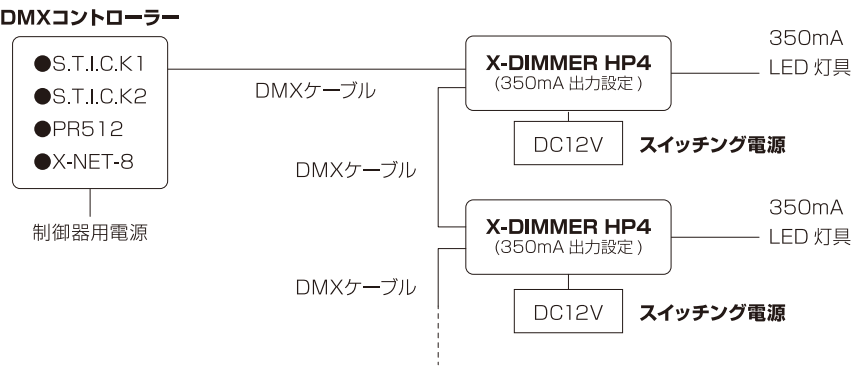 DMXコントローラー
●S.T.I.C.K1
●S.T.I.C.K2
●PR512
●X-NET-8
制御器用電源
DMXケーブル
X-DIMMER HP4
(350mA 出力設定)
350mA
LED 灯具
DC12V
スイッチング電源
DMXケーブル
X-DIMMER HP4
(350mA 出力設定)
350mA
LED 灯具
DMXケーブル
DC12V
スイッチング電源